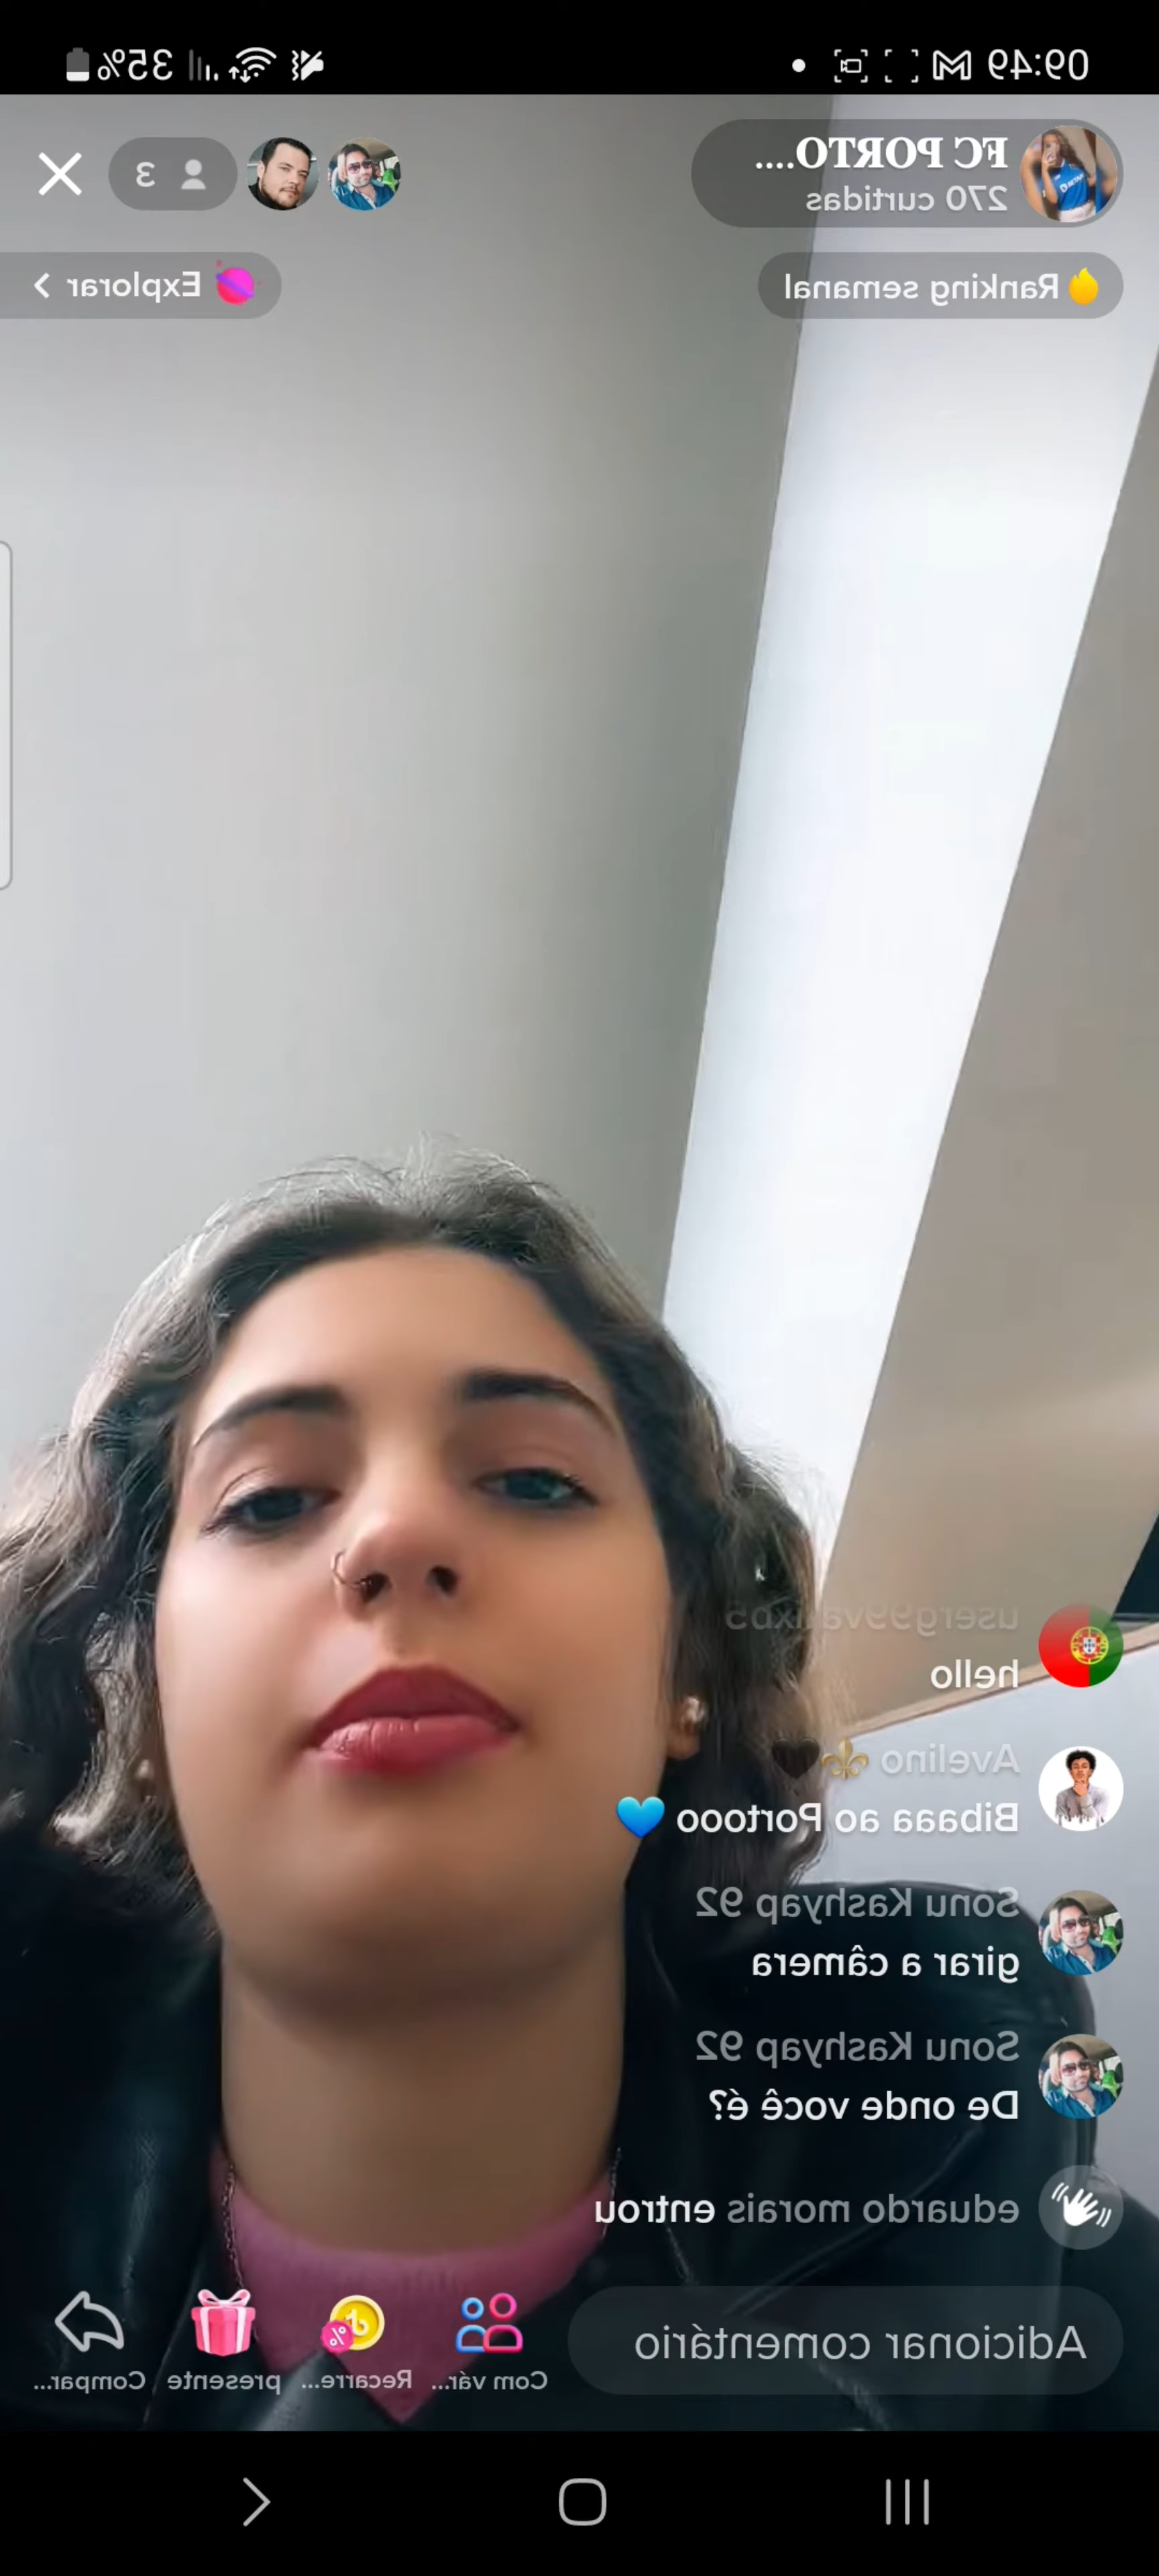 09:49
35%
FC PORTO....
270 curtidas
3
Ranking semanal
Explorar
hello
Avelino ⚜️🖤
Bibaaa ao Portooo 💙
Sonu Kashyap 92
girar a câmera
Sonu Kashyap 92
De onde você é?
eduardo morais entrou
Adicionar comentário
Com vár...
Recarre...
presente
Compar...